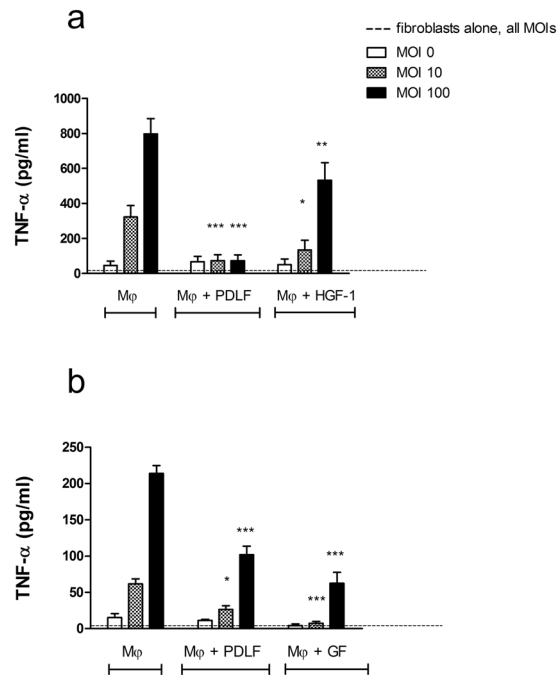 a
fibroblasts alone, all MOIs
MOI 0
MOI 10
MOI 100
TNF-α (pg/ml)
1000
800
600
400
200
0
*** ***
*
**
Mφ
Mφ + PDLF
Mφ + HGF-1
b
TNF-α (pg/ml)
250
200
150
100
50
0
*
***
***
***
Mφ
Mφ + PDLF
Mφ + GF